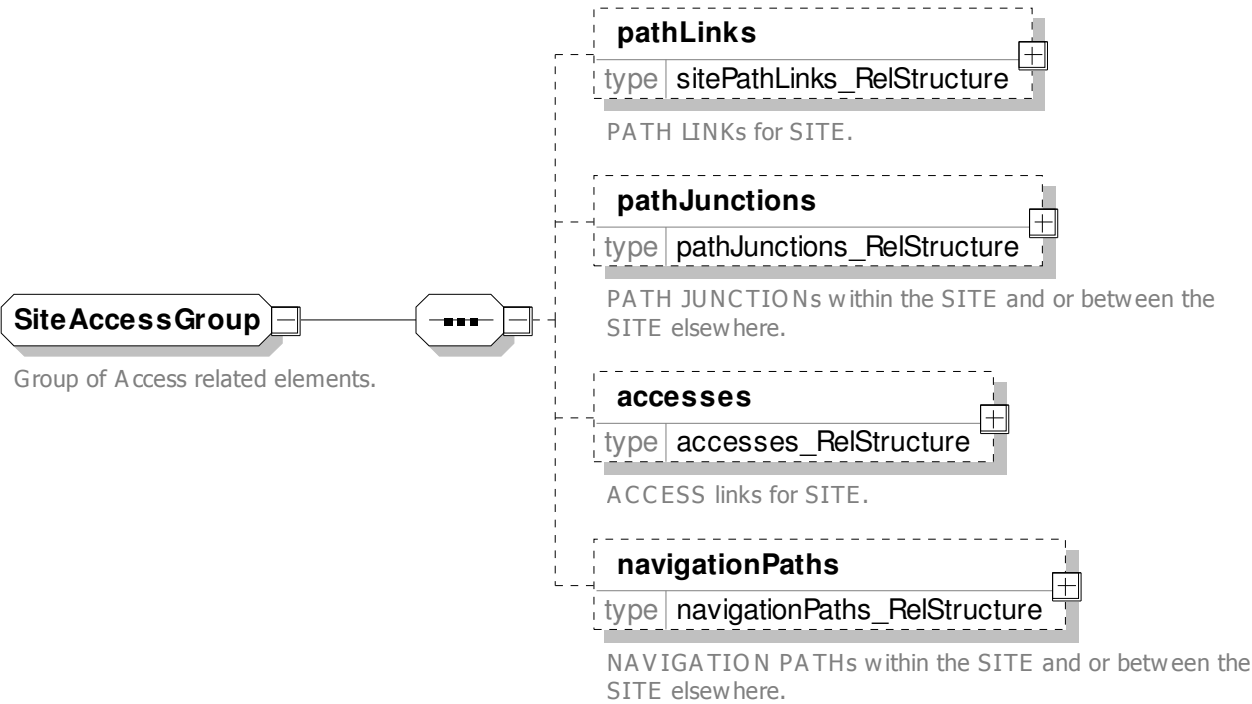 pathLinks
type sitePathLinks_RelStructure
PATH LINKs for SITE.
pathJunctions
type pathJunctions_RelStructure
PATH JUNCTIONs within the SITE and or between the
SITE elsewhere.
SiteAccessGroup
Group of Access related elements.
accesses
type accesses_RelStructure
ACCESS links for SITE.
navigationPaths
type navigationPaths_RelStructure
NAVIGATION PATHs within the SITE and or between the
SITE elsewhere.